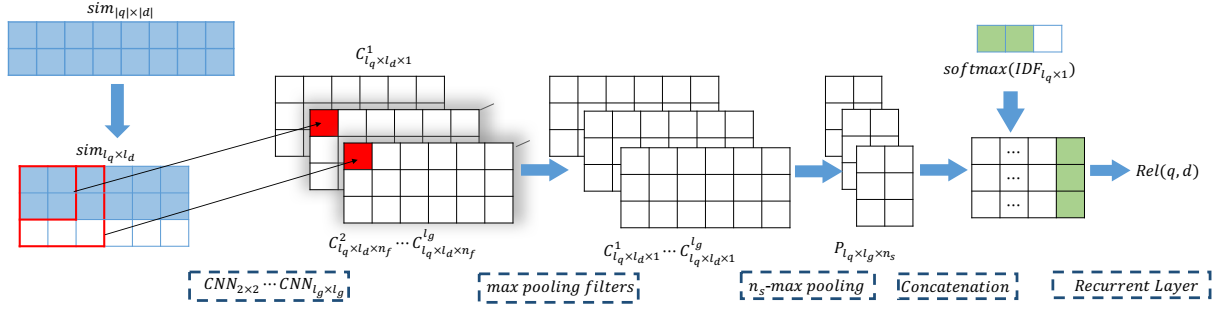 sim_{|q|×|d|}
C^1_{l_q×l_d×1}
softmax(IDF_{l_q×1})
sim_{l_q×l_d}
...
...
...
Rel(q, d)
C^2_{l_q×l_d×n_f} ⋯ C^{l_g}_{l_q×l_d×n_f}
C^1_{l_q×l_d×1} ⋯ C^{l_g}_{l_q×l_d×1}
P_{l_q×l_g×n_s}
CNN_{2×2} ⋯ CNN_{l_g×l_g}
max pooling filters
n_s-max pooling
Concatenation
Recurrent Layer